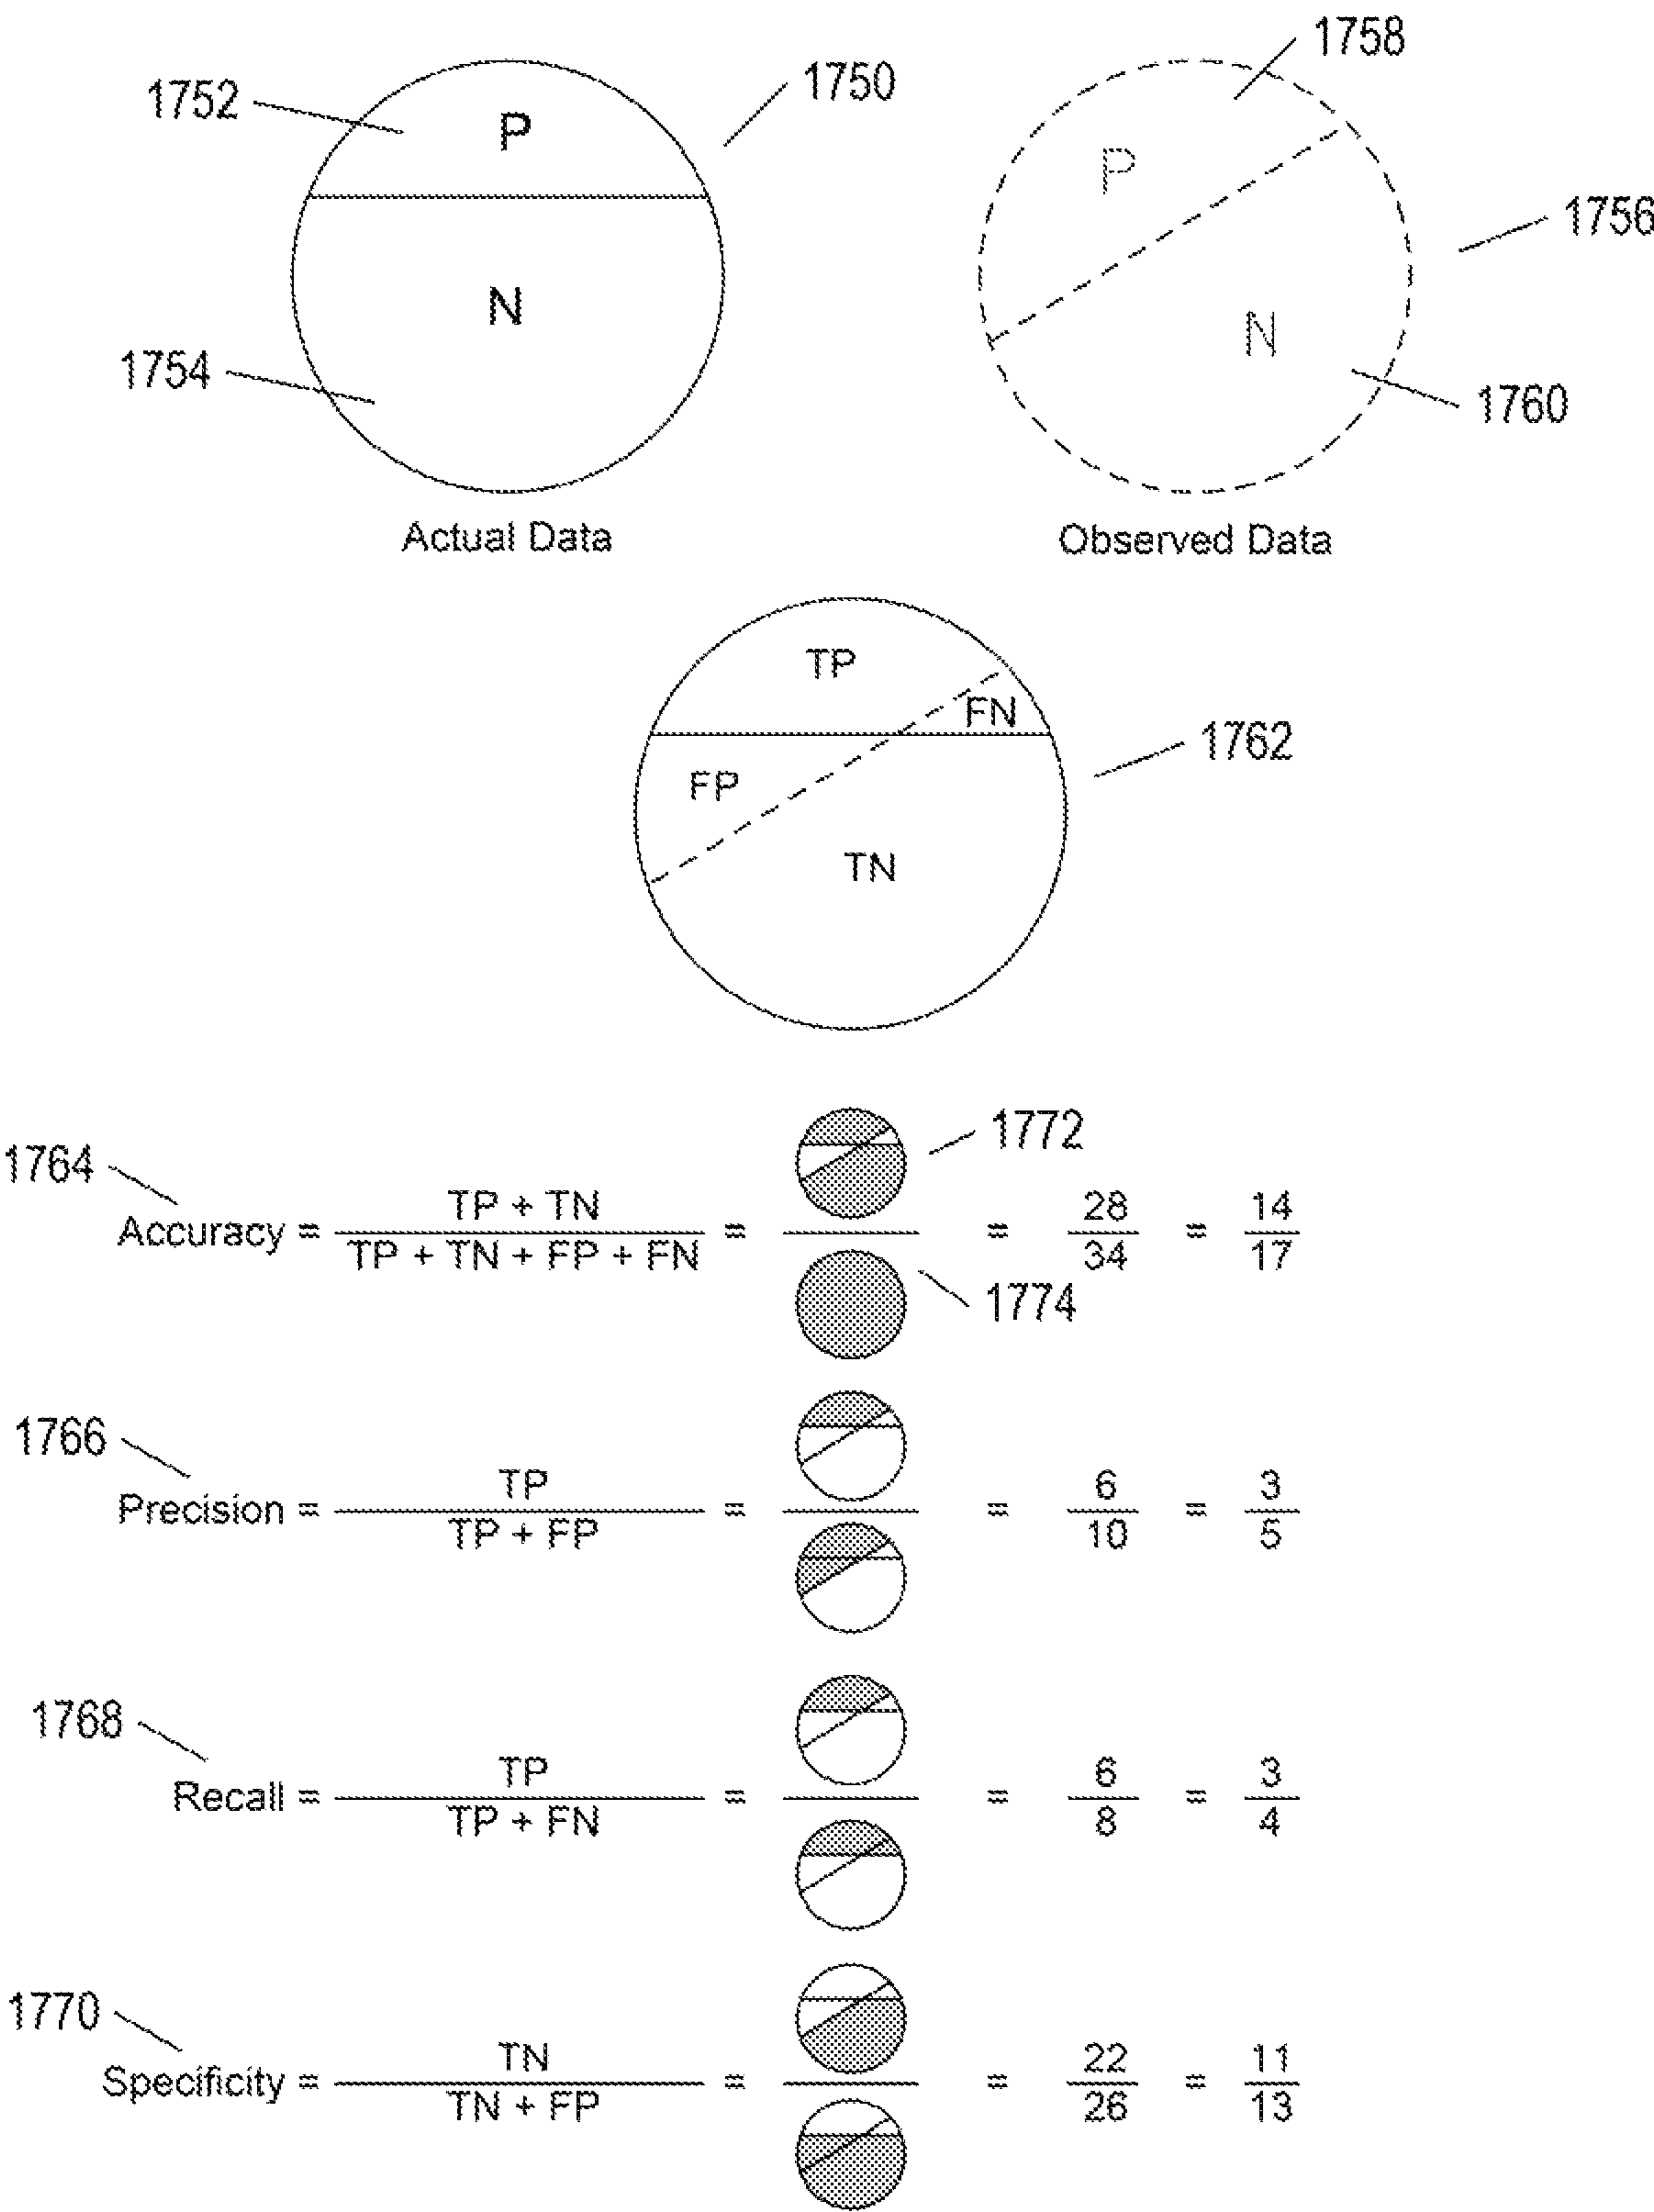 1758
1752
1750
P
P
1756
N
N
1754
1760
Actual Data
Observed Data
TP
FN
1762
FP
TN
1772
1764
Accuracy = TP + TN / TP + TN + FP + FN = = 28 / 34 = 14 / 17
1774
1766
Precision = TP / TP + FP = = 6 / 10 = 3 / 5
1768
Recall = TP / TP + FN = = 6 / 8 = 3 / 4
1770
Specificity = TN / TN + FP = = 22 / 26 = 11 / 13